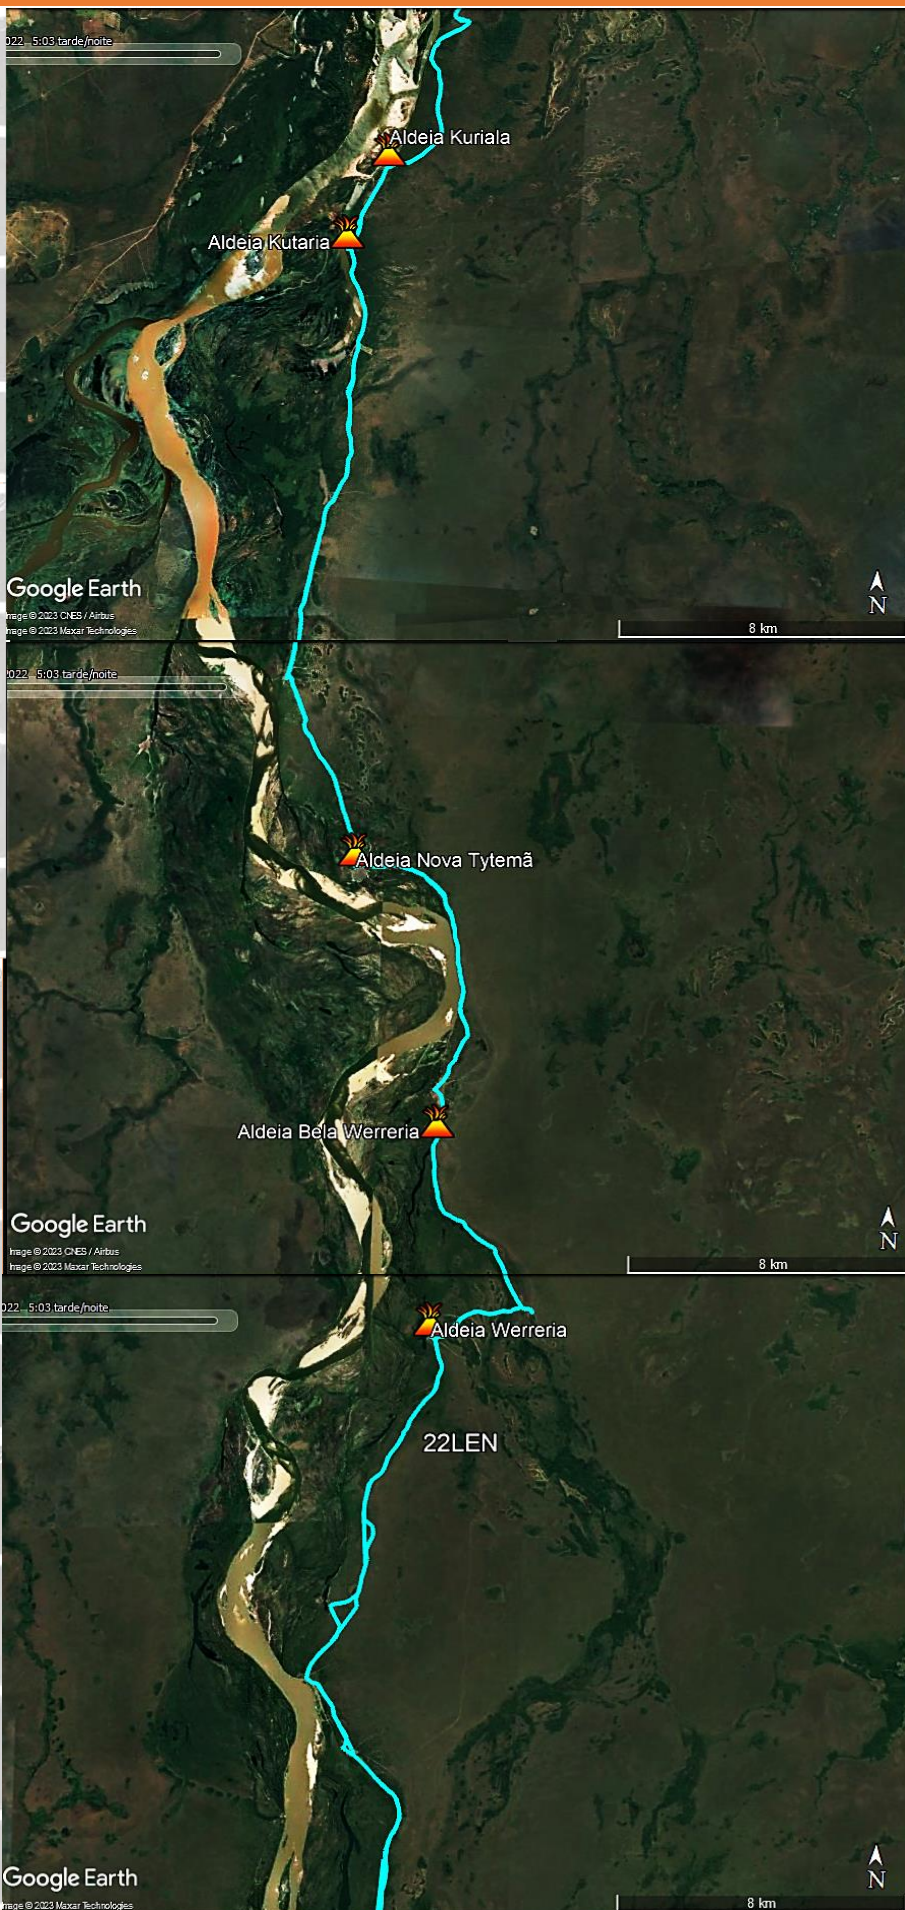 022 5:03 tarde/noite
Aldeia Kuriala
Aldeia Kutaria
Google Earth
N
Image © 2023 CNES / Airbus
Image © 2023 Maxar Technologies
8 km
2022 5:03 tarde/noite
Aldeia Nova Tytemã
Aldeia Bela Werreria
Google Earth
N
Image © 2023 CNES / Airbus
Image © 2023 Maxar Technologies
8 km
022 5:03 tarde/noite
Aldeia Werreria
22LEN
Google Earth
N
Image © 2023 Maxar Technologies
8 km